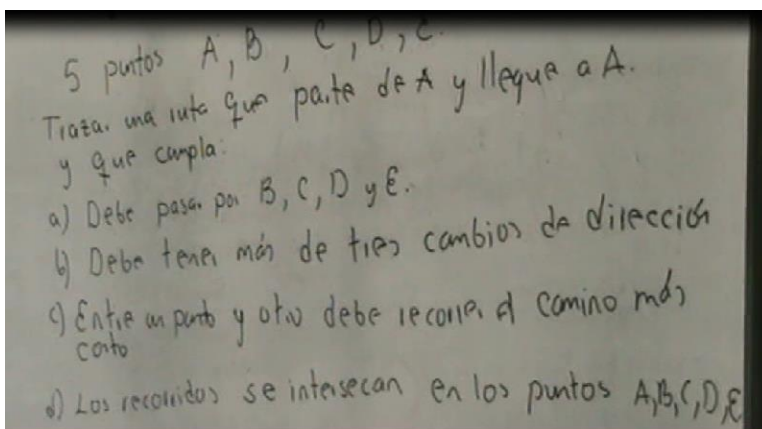 5 puntos A, B, C, D, E.
Trazar una ruta que parta de A y llegue a A.
y que cumpla:
a) Debe pasar por B, C, D y E.
b) Debe tener más de tres cambios de dirección
c) Entre un punto y otro debe recorrer el camino más
corto
d) Los recorridos se intersecan en los puntos A,B,C,D,E